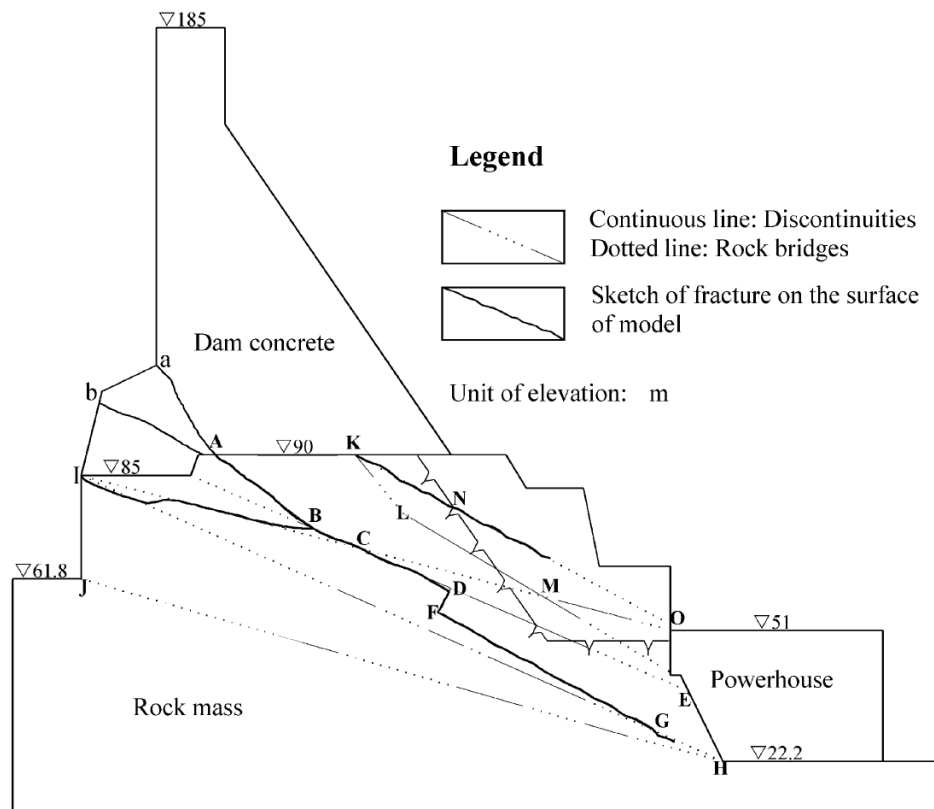 ▽185
Legend
Continuous line: Discontinuities
Dotted line: Rock bridges
Sketch of fracture on the surface
of model
Unit of elevation: m
Dam concrete
a
b
A
▽90
K
I
▽85
N
L
B
C
▽61.8
J
D
M
F
O
▽51
Powerhouse
E
Rock mass
G
H
▽22.2